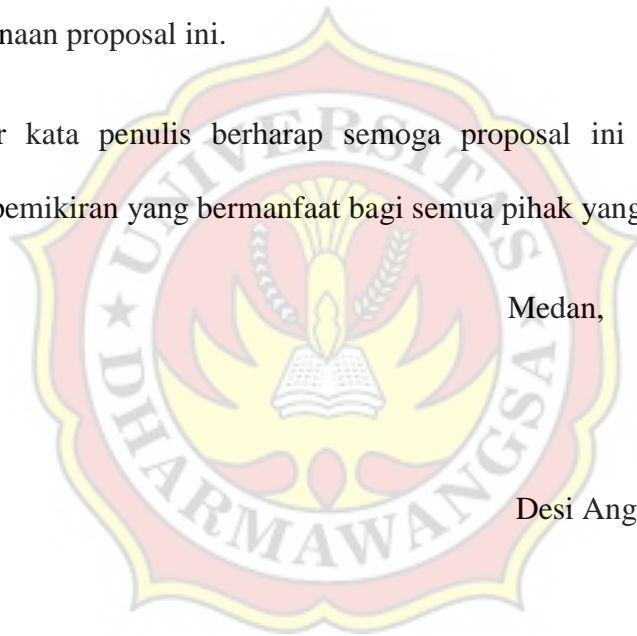 naan proposal ini.
r kata penulis berharap semoga proposal ini
pemikiran yang bermanfaat bagi semua pihak yang
Medan,
Desi Ang
UNIVERSITAS
DHARMAWANGSA